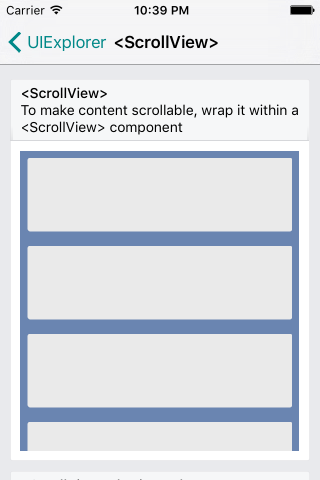 Carrier 10:39 PM
UIExplorer <ScrollView>
<ScrollView>
To make content scrollable, wrap it within a
<ScrollView> component